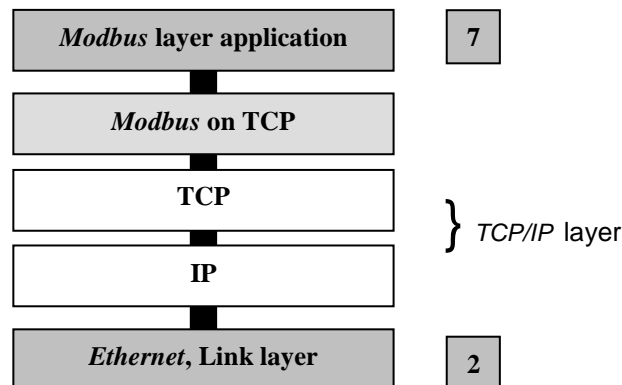 Modbus layer application 7
Modbus on TCP
TCP
} TCP/IP layer
IP
Ethernet, Link layer 2